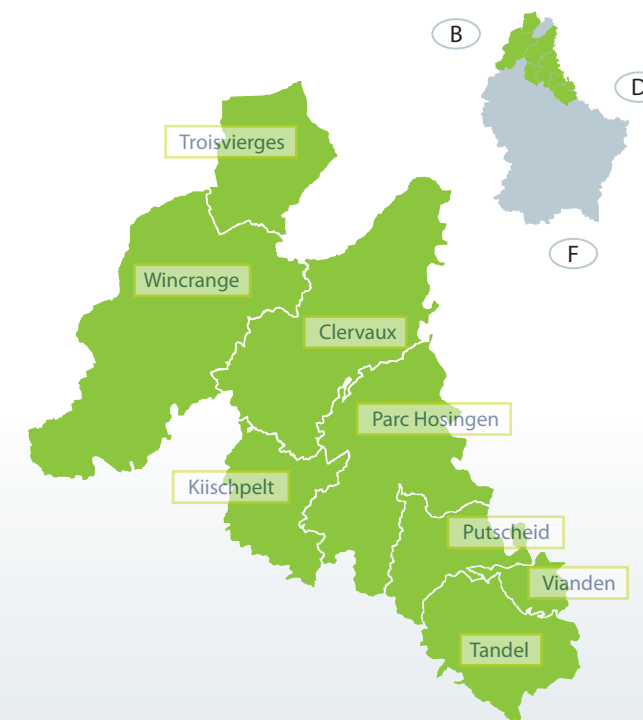 B
D
Troisvierges
F
Wincrange
Clervaux
Parc Hosingen
Kiischpelt
Putscheid
Vianden
Tandel